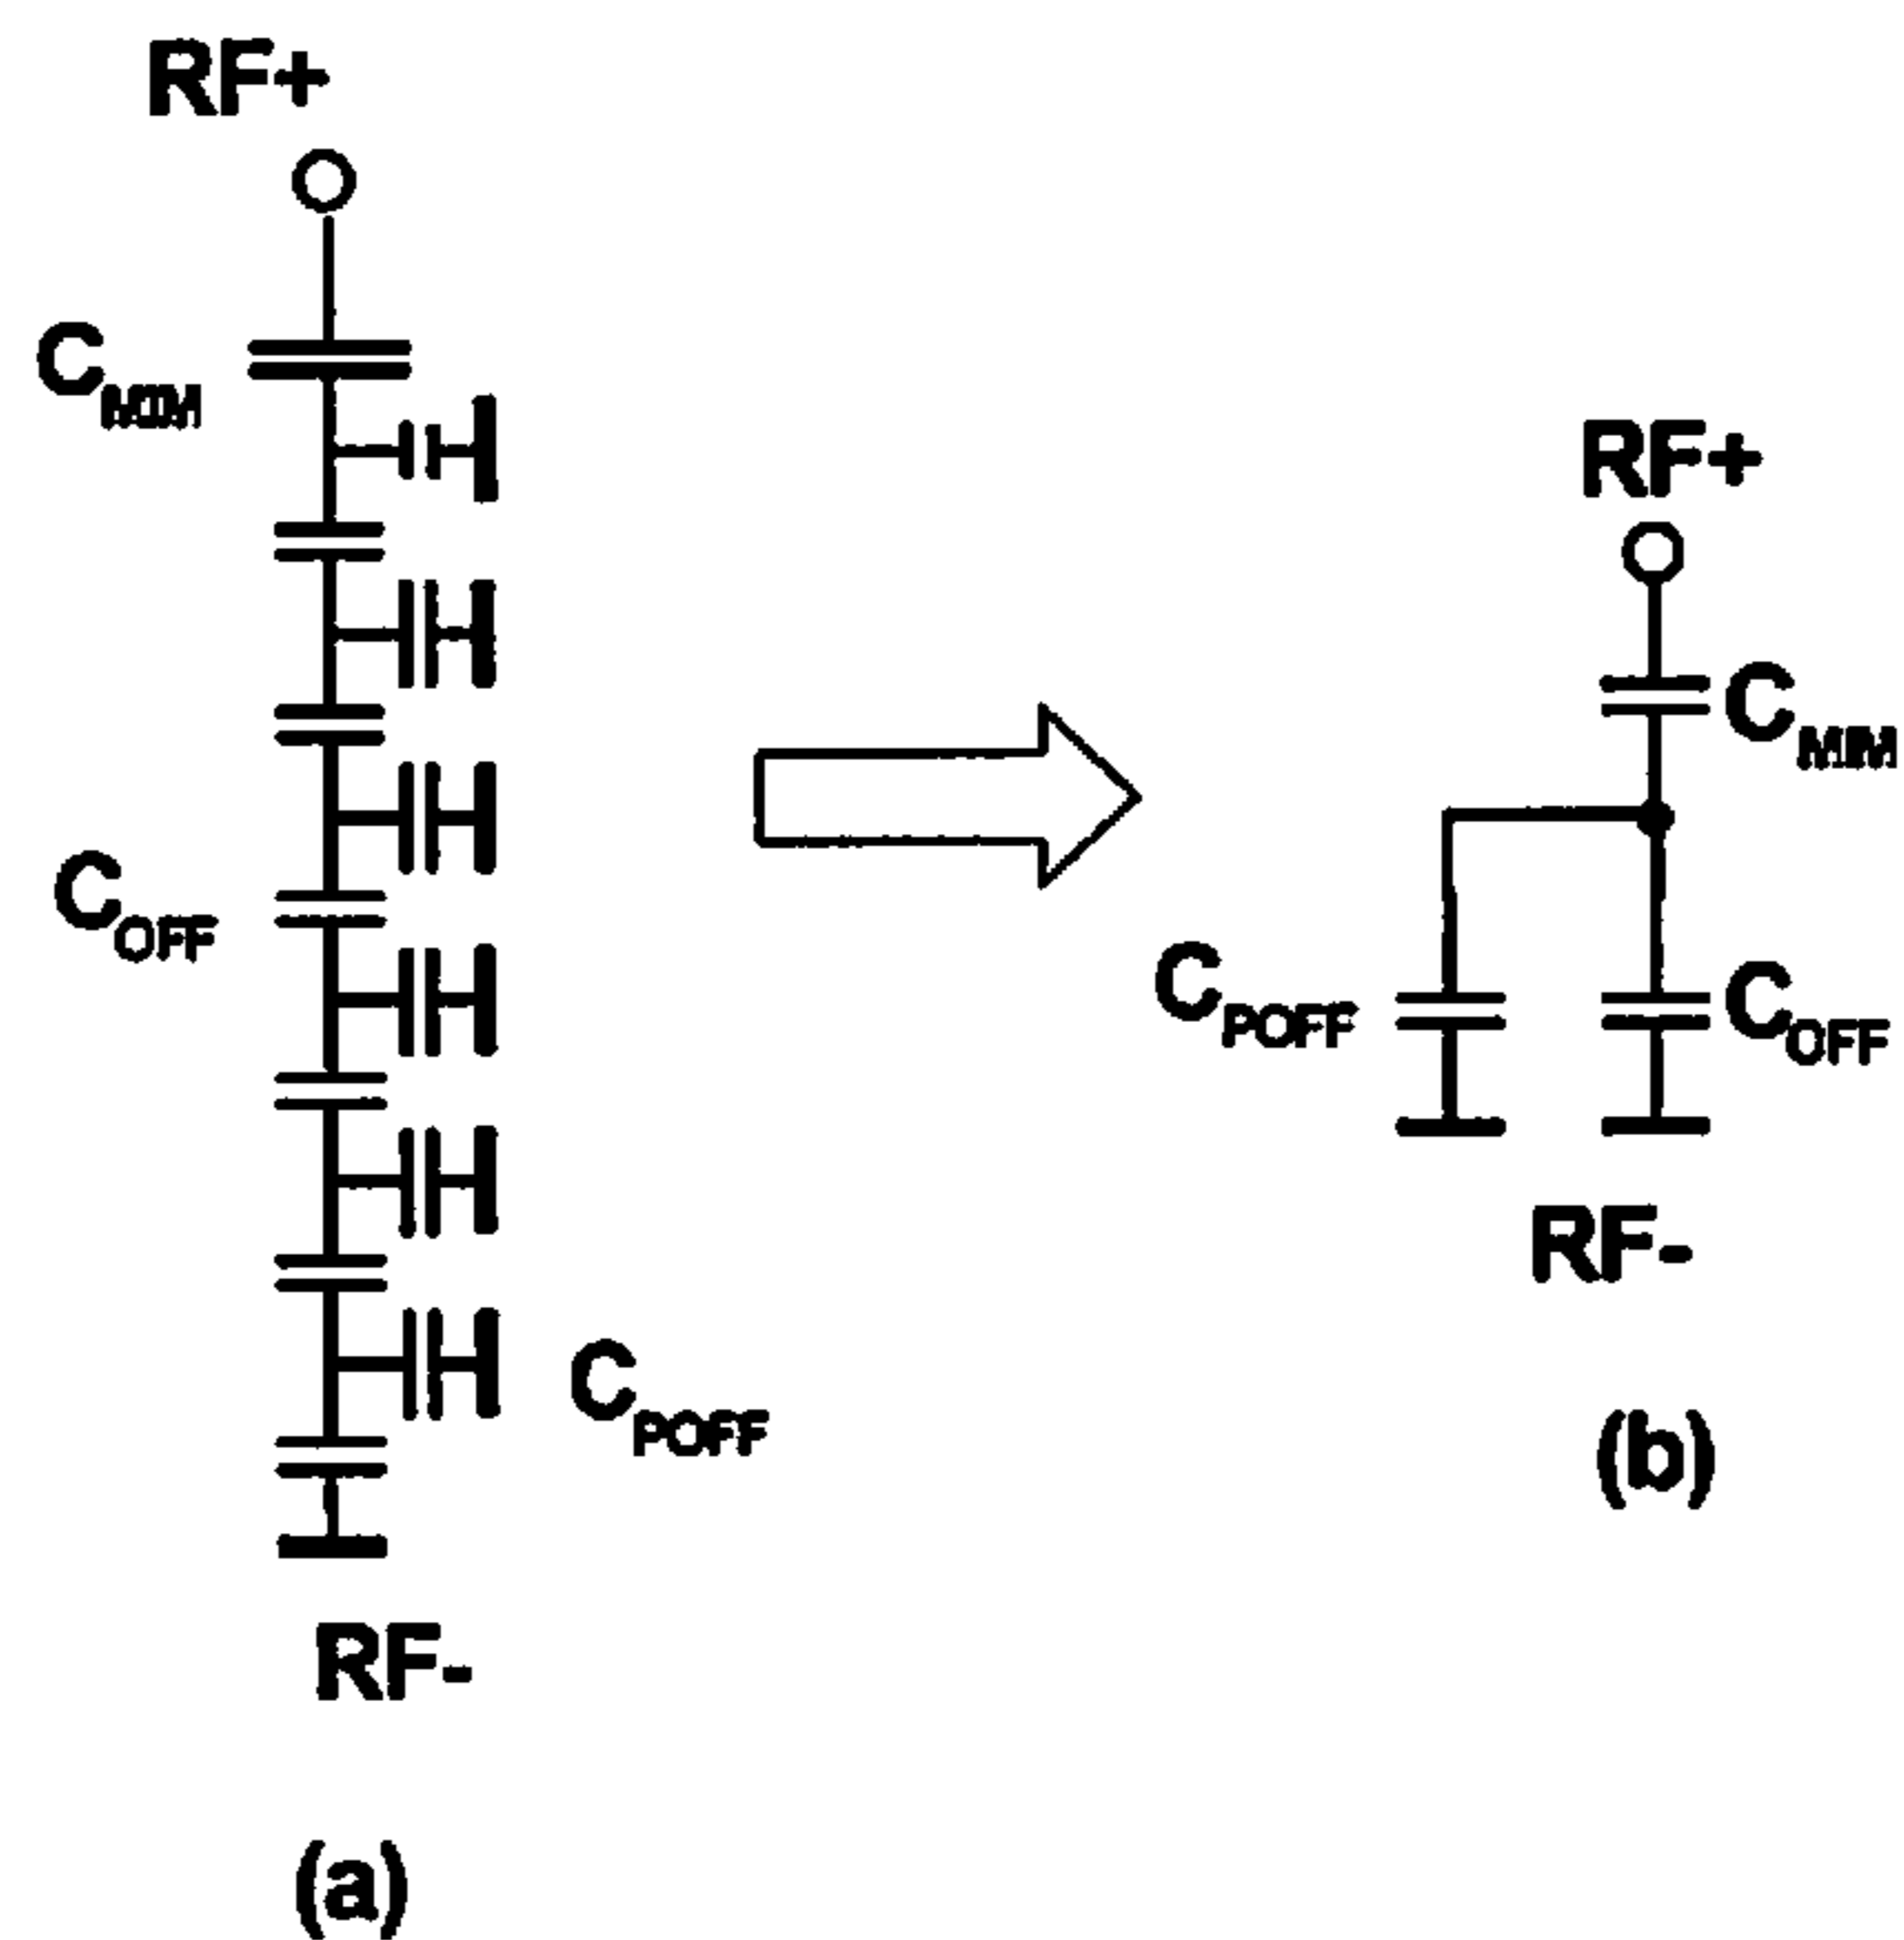 RF+
C_MIM
C_OFF
C_POFF
RF-
(a)
RF+
C_MIM
C_POFF
C_OFF
RF-
(b)